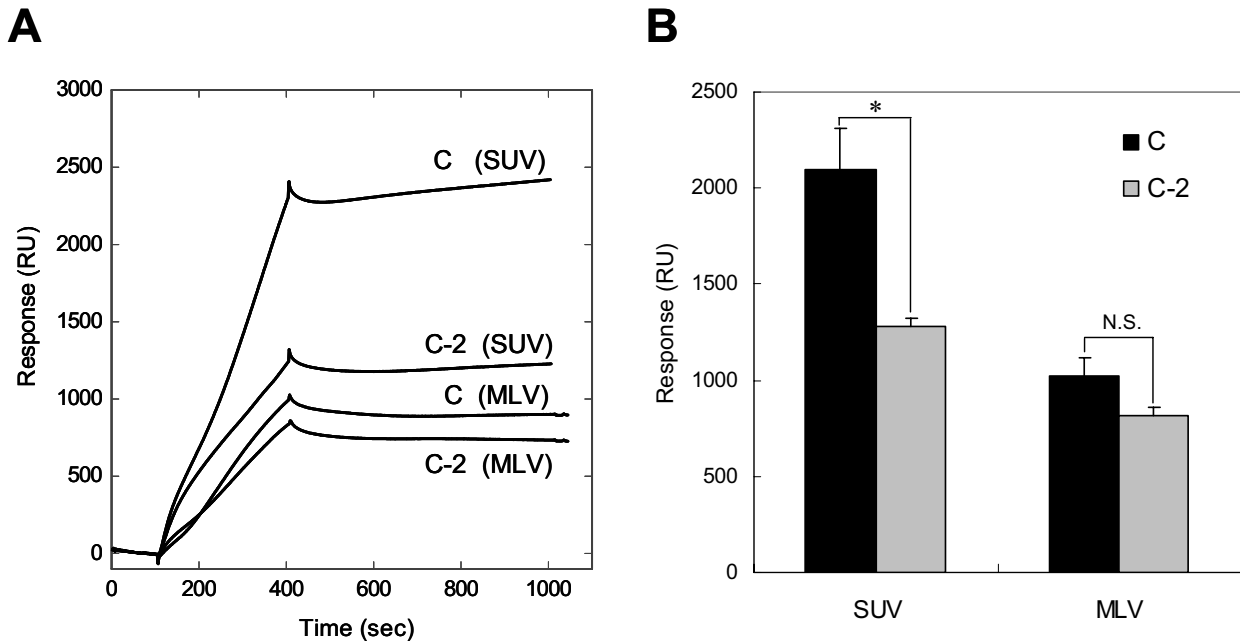 A
3000
2500
2000
1500
1000
500
0
Response (RU)
C (SUV)
C-2 (SUV)
C (MLV)
C-2 (MLV)
0 200 400 600 800 1000
Time (sec)
B
2500
2000
1500
1000
500
0
Response (RU)
*
N.S.
C
C-2
SUV MLV